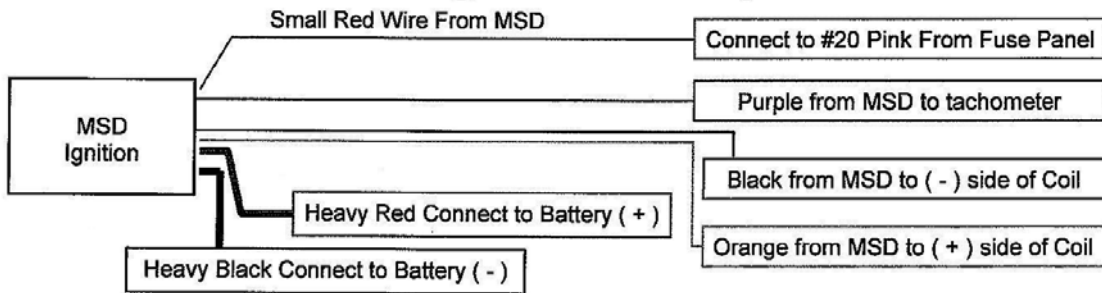 Small Red Wire From MSD
Connect to #20 Pink From Fuse Panel
MSD
Ignition
Purple from MSD to tachometer
Black from MSD to ( - ) side of Coil
Heavy Red Connect to Battery ( + )
Orange from MSD to ( + ) side of Coil
Heavy Black Connect to Battery ( - )